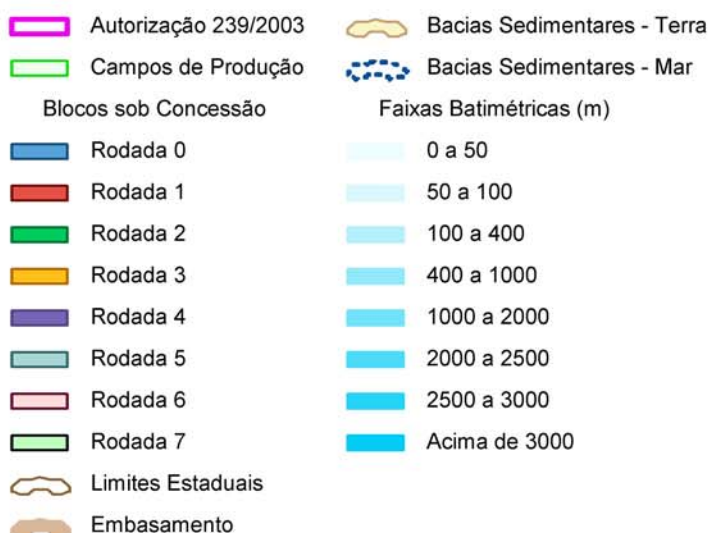 Autorização 239/2003
Campos de Produção
Blocos sob Concessão
Rodada 0
Rodada 1
Rodada 2
Rodada 3
Rodada 4
Rodada 5
Rodada 6
Rodada 7
Limites Estaduais
Embasamento
Bacias Sedimentares - Terra
Bacias Sedimentares - Mar
Faixas Batimétricas (m)
0 a 50
50 a 100
100 a 400
400 a 1000
1000 a 2000
2000 a 2500
2500 a 3000
Acima de 3000